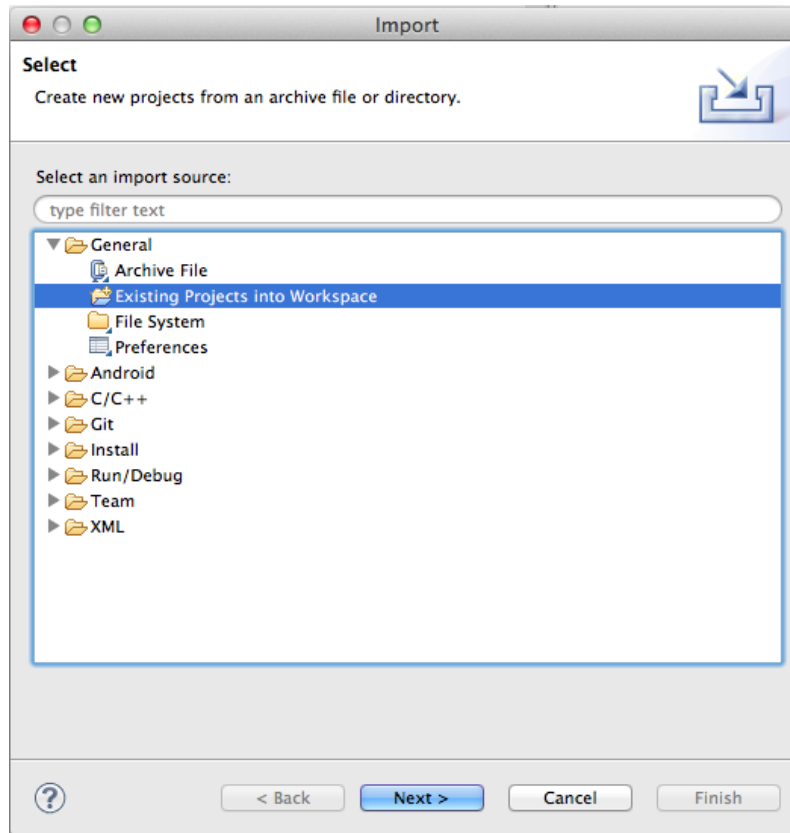 Import
Select
Create new projects from an archive file or directory.
Select an import source:
type filter text
General
Archive File
Existing Projects into Workspace
File System
Preferences
Android
C/C++
Git
Install
Run/Debug
Team
XML
?
< Back
Next >
Cancel
Finish